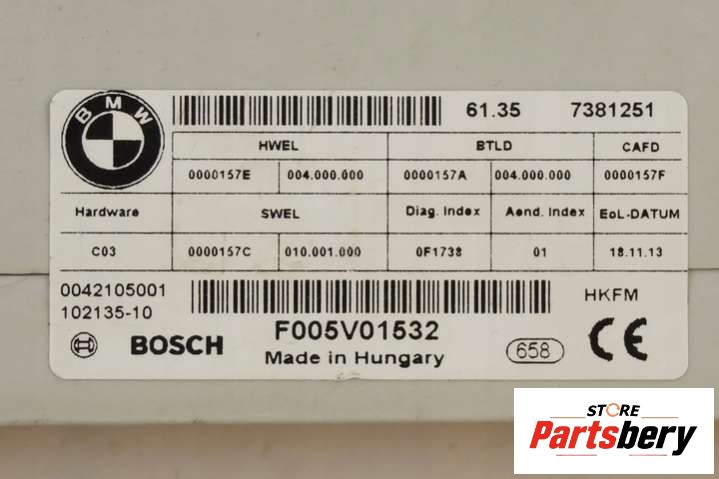 BMW
61.35 7381251
HWEL BTLD CAFD
0000157E 004.000.000 0000157A 004.000.000 0000157F
Hardware SWEL Diag. Index Aend. Index EoL-DATUM
C03 0000157C 010.001.000 0F1738 01 18.11.13
0042105001 HKFM
102135-10
BOSCH F005V01532 658 CE
Made in Hungary
STORE
Partsbery